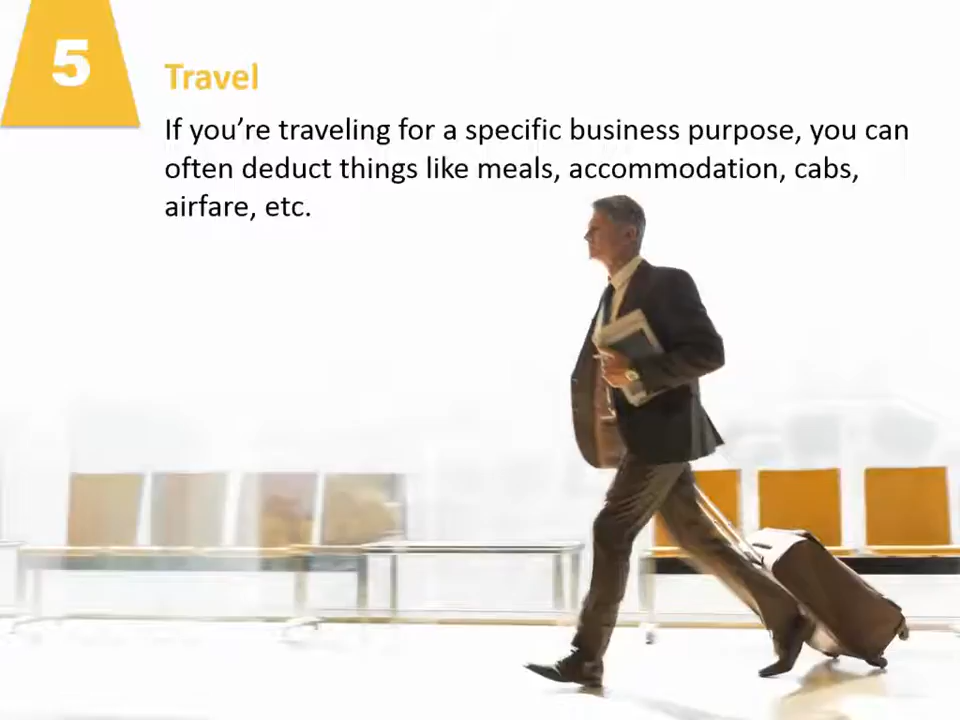 5
Travel
If you’re traveling for a specific business purpose, you can
often deduct things like meals, accommodation, cabs,
airfare, etc.